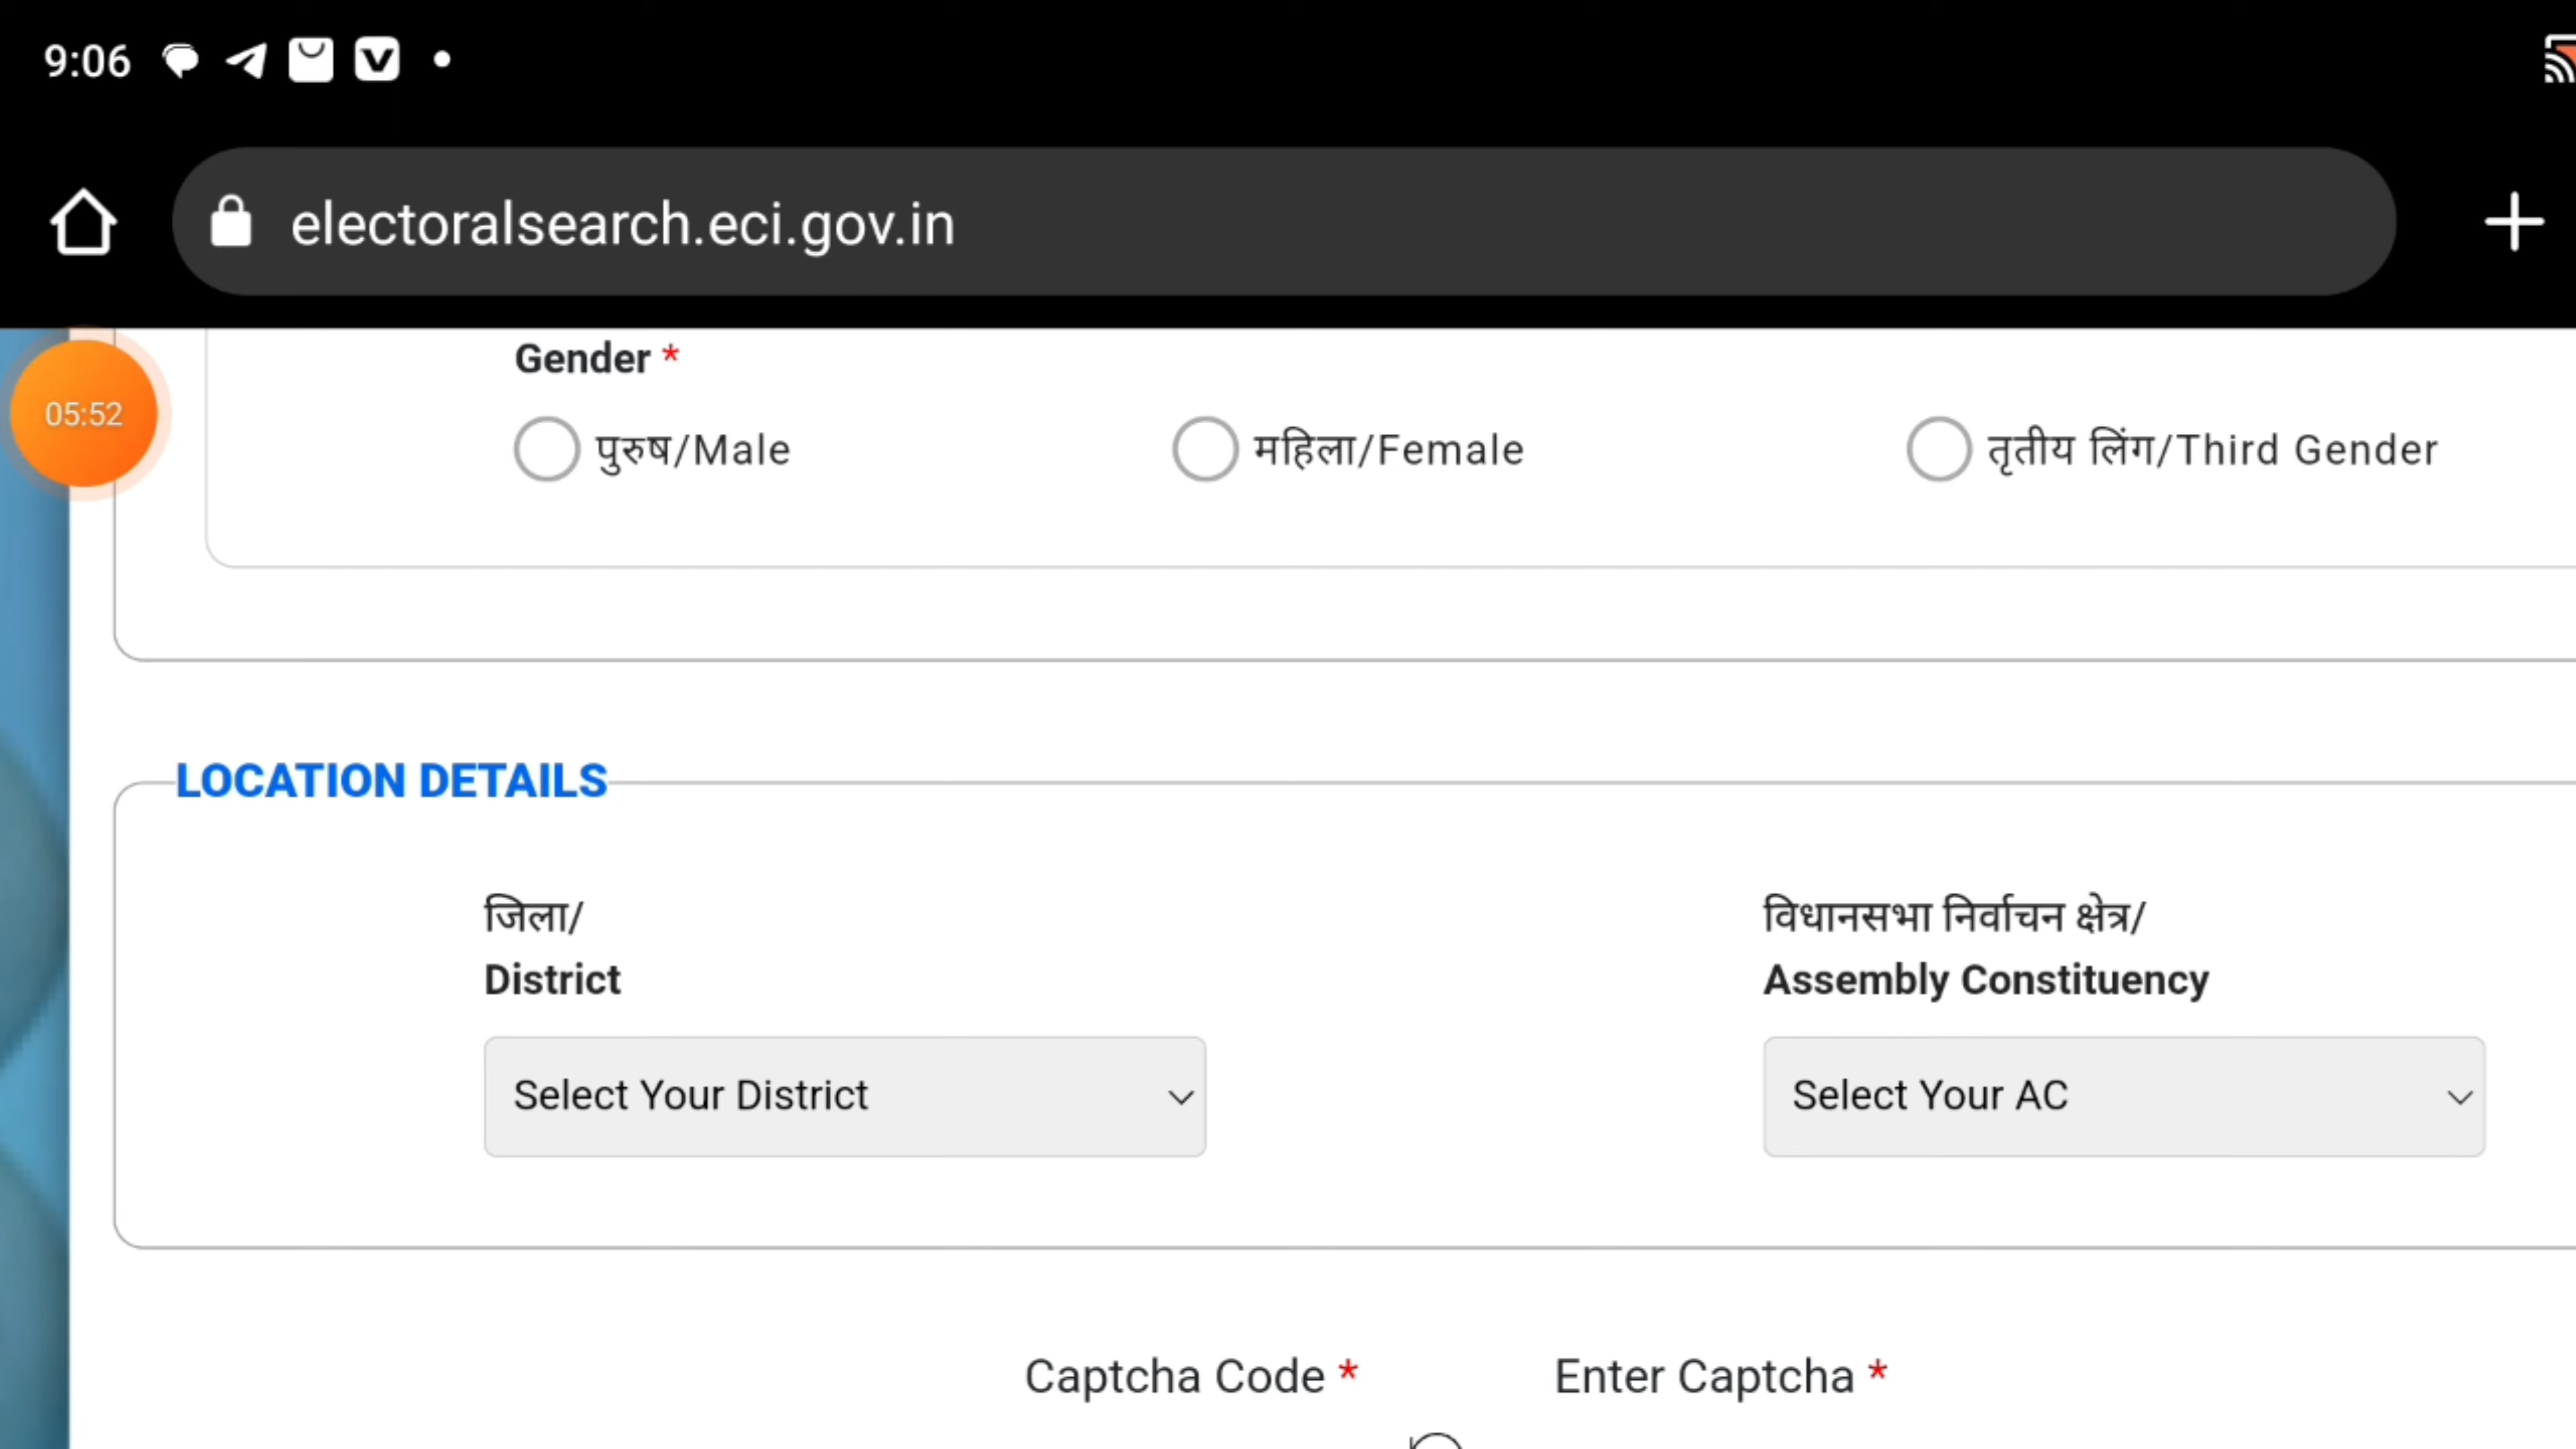 9:06
electoralsearch.eci.gov.in
05:52
Gender *
पुरुष/Male महिला/Female तृतीय लिंग/Third Gender
LOCATION DETAILS
जिला/ विधानसभा निर्वाचन क्षेत्र/
District Assembly Constituency
Select Your District Select Your AC
Captcha Code * Enter Captcha *